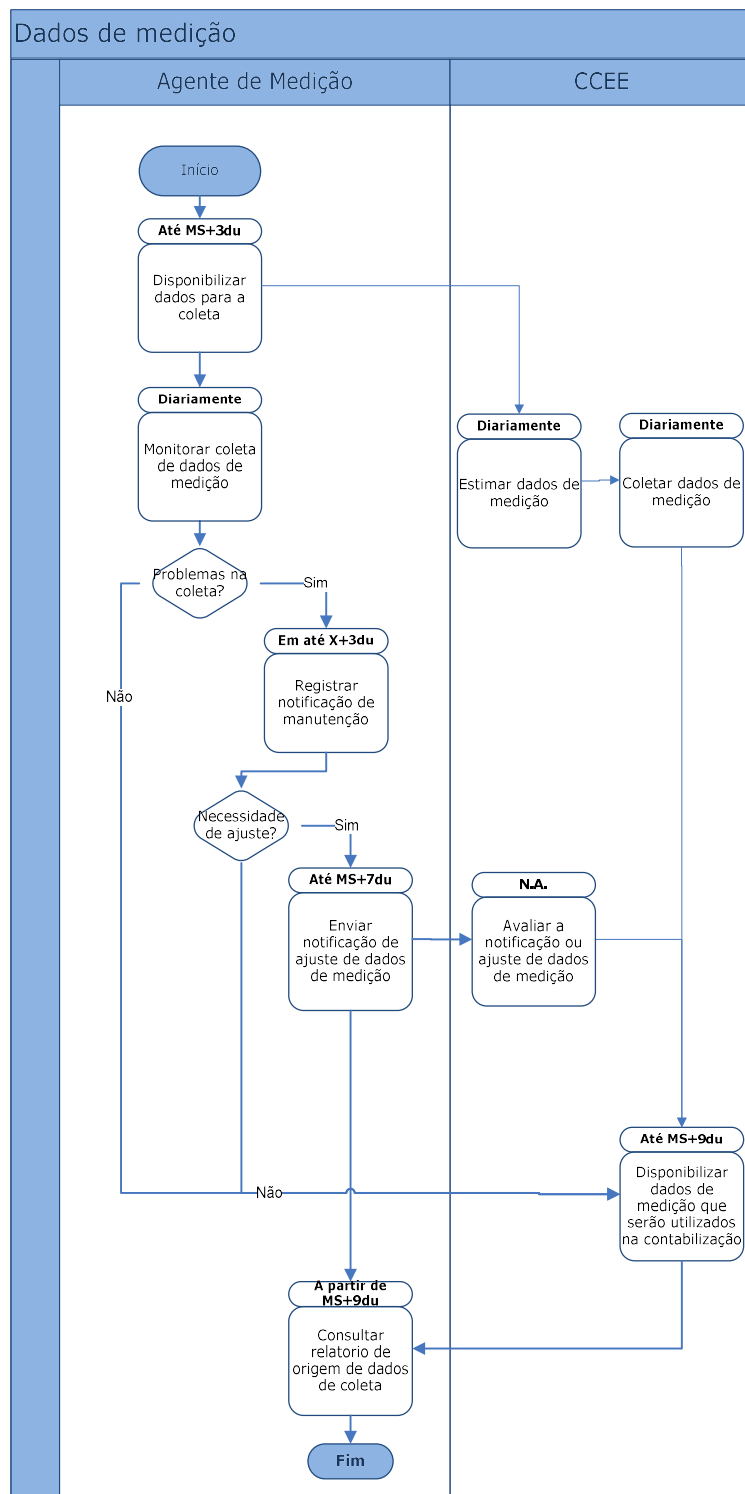 Dados de medição
Agente de Medição
CCEE
Início
Até MS+3du
Disponibilizar
dados para a
coleta
Diariamente
Monitorar coleta
de dados de
medição
Diariamente
Estimar dados de
medição
Diariamente
Coletar dados de
medição
Problemas na
coleta?
Sim
Não
Em até X+3du
Registrar
notificação de
manutenção
Necessidade
de ajuste?
Sim
Até MS+7du
Enviar
notificação de
ajuste de dados
de medição
N.A.
Avaliar a
notificação ou
ajuste de dados
de medição
Não
Até MS+9du
Disponibilizar
dados de
medição que
serão utilizados
na contabilização
A partir de
MS+9du
Consultar
relatorio de
origem de dados
de coleta
Fim